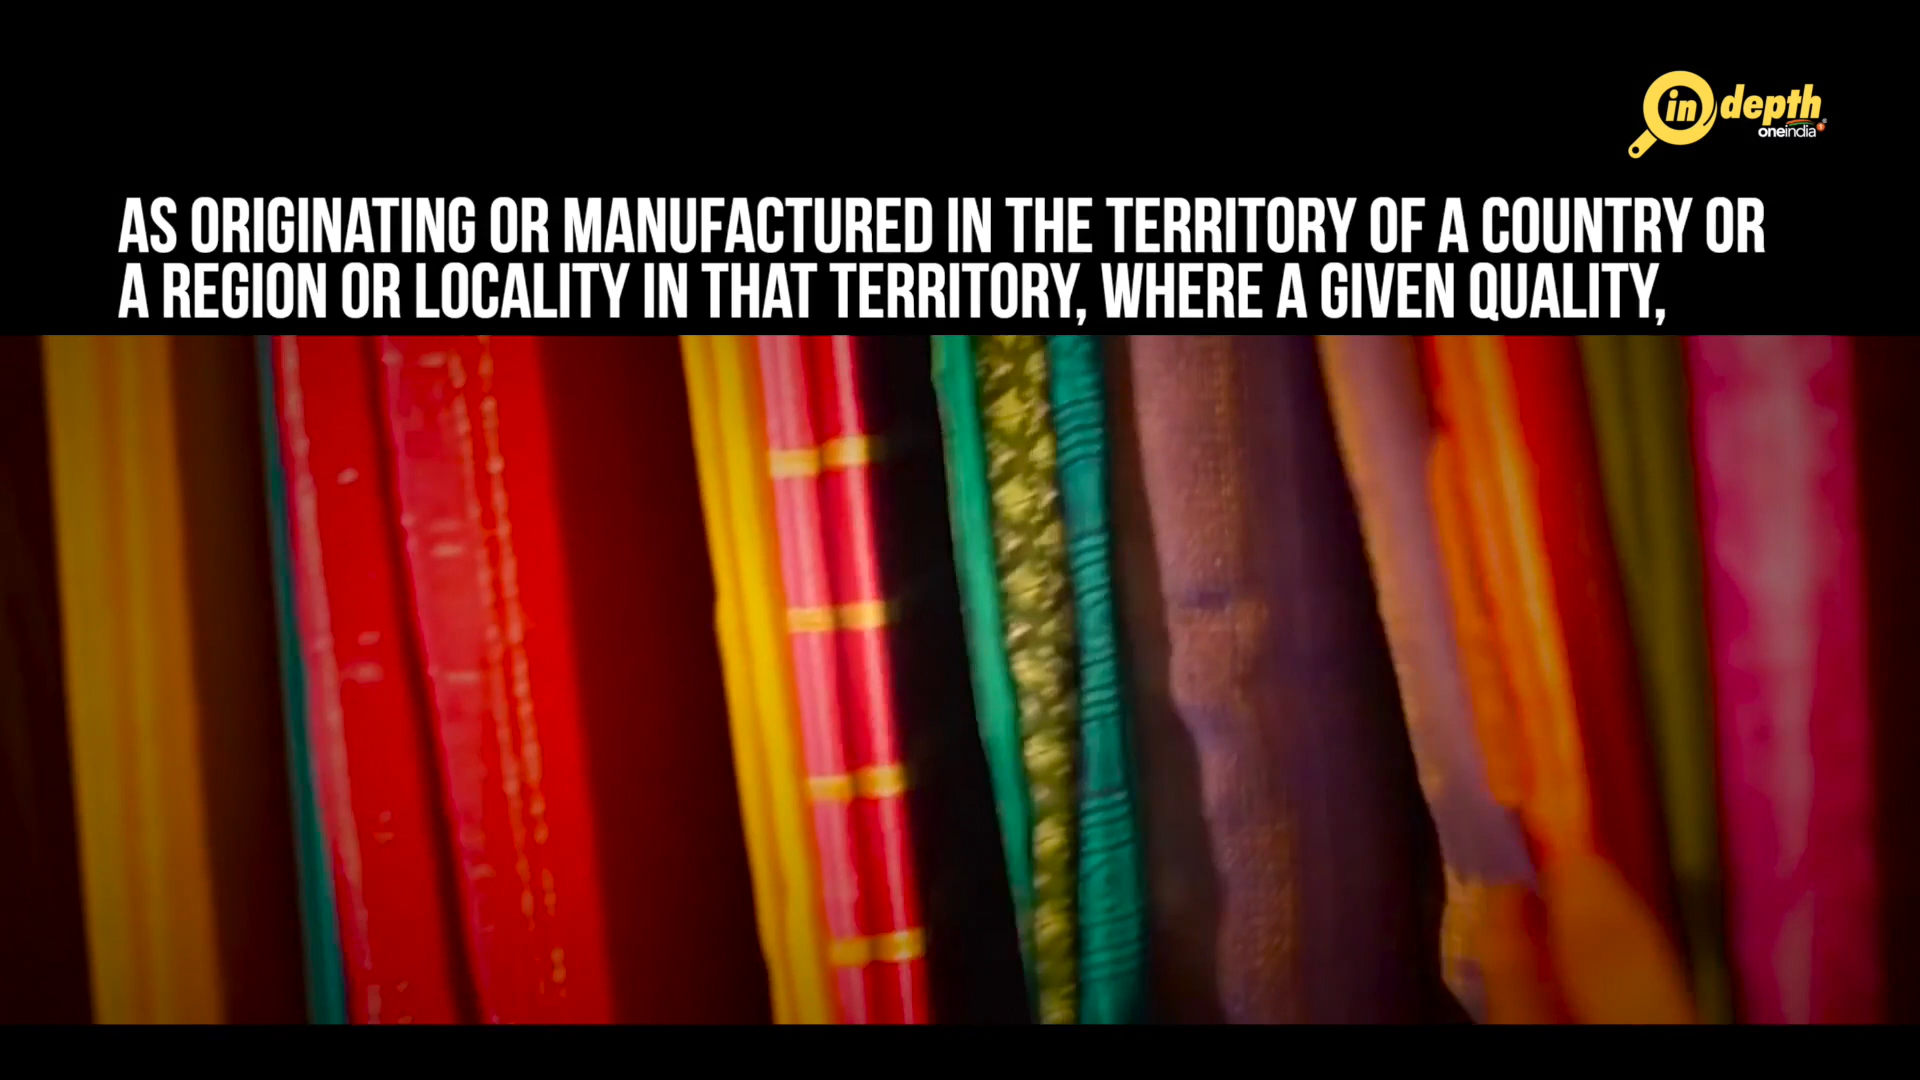 in depth
oneindia
AS ORIGINATING OR MANUFACTURED IN THE TERRITORY OF A COUNTRY OR
A REGION OR LOCALITY IN THAT TERRITORY, WHERE A GIVEN QUALITY,